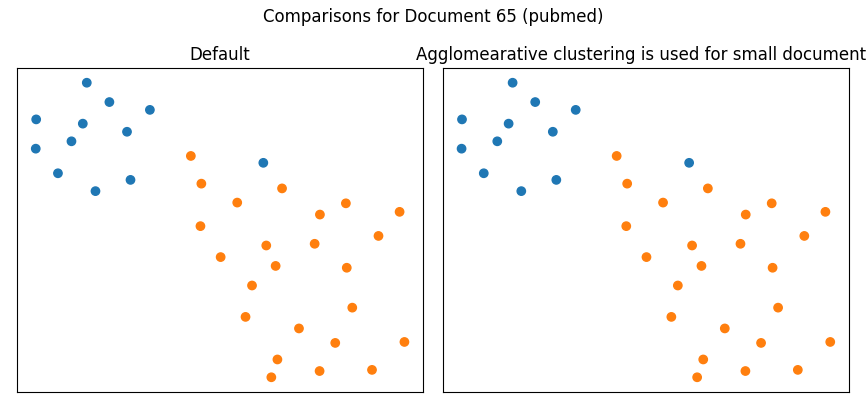 Comparisons for Document 65 (pubmed)
Default
Agglomearative clustering is used for small document